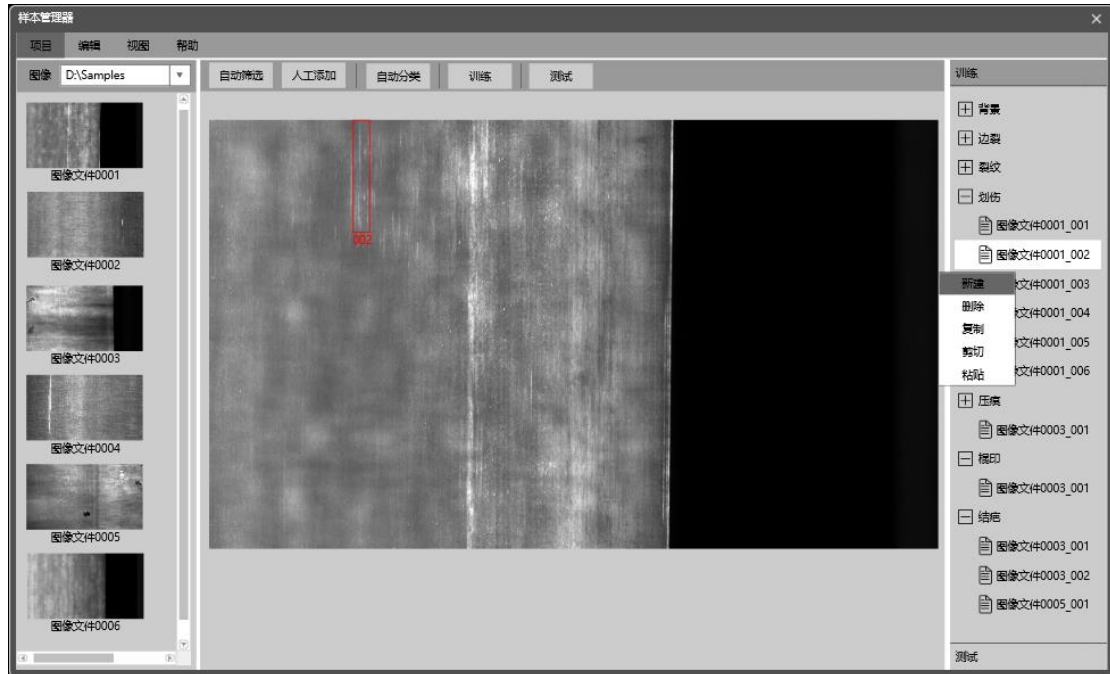 样本管理器
项目 编辑 视图 帮助
图像 D:\Samples
自动筛选 人工添加 自动分类 训练 测试
图像文件0001
图像文件0002
图像文件0003
图像文件0004
图像文件0005
图像文件0006
002
训练
背景
边裂
裂纹
划伤
图像文件0001_001
图像文件0001_002
文件0001_003
图像文件0001_004
图像文件0001_005
图像文件0001_006
新建
删除
复制
剪切
粘贴
压痕
图像文件0003_001
辊印
图像文件0003_001
结疤
图像文件0003_001
图像文件0003_002
图像文件0005_001
测试